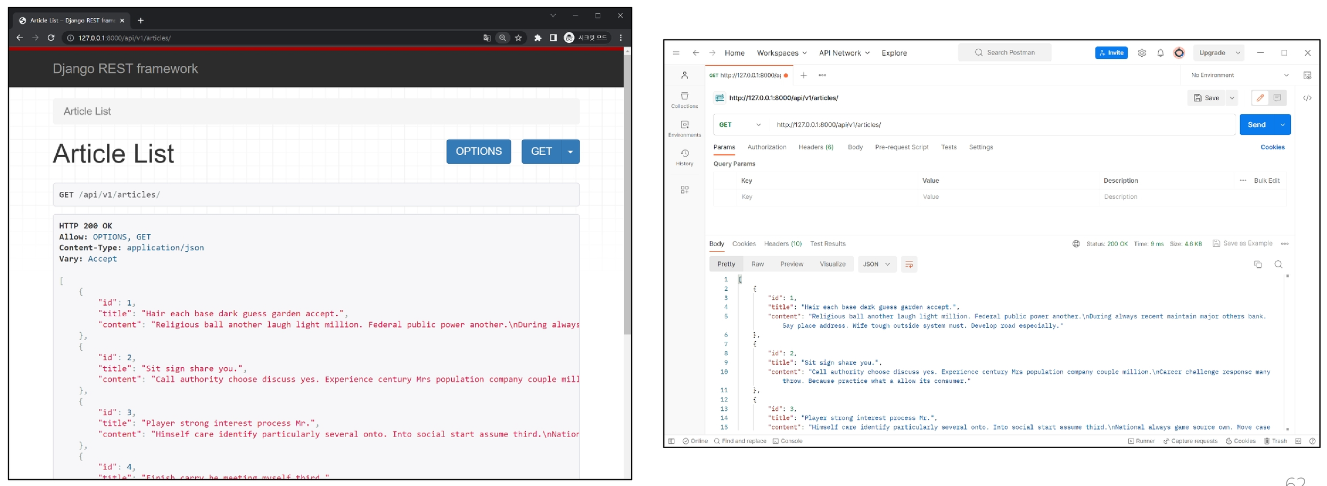 Article List – Django REST fram
127.0.0.1:8000/api/v1/articles/
시크릿 모드
Django REST framework
Article List
Article List
OPTIONS
GET
GET /api/v1/articles/
HTTP 200 OK
Allow: OPTIONS, GET
Content-Type: application/json
Vary: Accept
[
{
"id": 1,
"title": "Hair each base dark guess garden accept.",
"content": "Religious ball another laugh light million. Federal public power another.\nDuring always
},
{
"id": 2,
"title": "Sit sign share you.",
"content": "Call authority choose discuss yes. Experience century Mrs population company couple mill
},
{
"id": 3,
"title": "Player strong interest process Mr.",
"content": "Himself care identify particularly several onto. Into social start assume third.\nNation
},
{
"id": 4,
"title": "Finish carry be meeting myself third.",
Home Workspaces API Network Explore
Search Postman
Invite
Upgrade
GET http://127.0.0.1:8000/a
No Environment
http://127.0.0.1:8000/api/v1/articles/
Save
Collections
Environments
History
GET
http://127.0.0.1:8000/api/v1/articles/
Send
Params Authorization Headers (6) Body Pre-request Script Tests Settings
Cookies
Query Params
Key Value Description
Bulk Edit
Key Value Description
Body Cookies Headers (10) Test Results
Status: 200 OK Time: 9 ms Size: 4.6 KB
Save as Example
Pretty Raw Preview Visualize JSON
1 [
2 {
3 "id": 1,
4 "title": "Hair each base dark guess garden accept.",
5 "content": "Religious ball another laugh light million. Federal public power another.\nDuring always recent maintain major others bank.
Say place address. Wife tough outside system must. Develop road especially."
6 },
7 {
8 "id": 2,
9 "title": "Sit sign share you.",
10 "content": "Call authority choose discuss yes. Experience century Mrs population company couple million.\nCareer challenge response many
throw. Because practice what a allow its consumer."
11 },
12 {
13 "id": 3,
14 "title": "Player strong interest process Mr.",
15 "content": "Himself care identify particularly several onto. Into social start assume third.\nNational always game source own. Move case
Online Find and replace Console
Runner Capture requests Cookies Trash
62